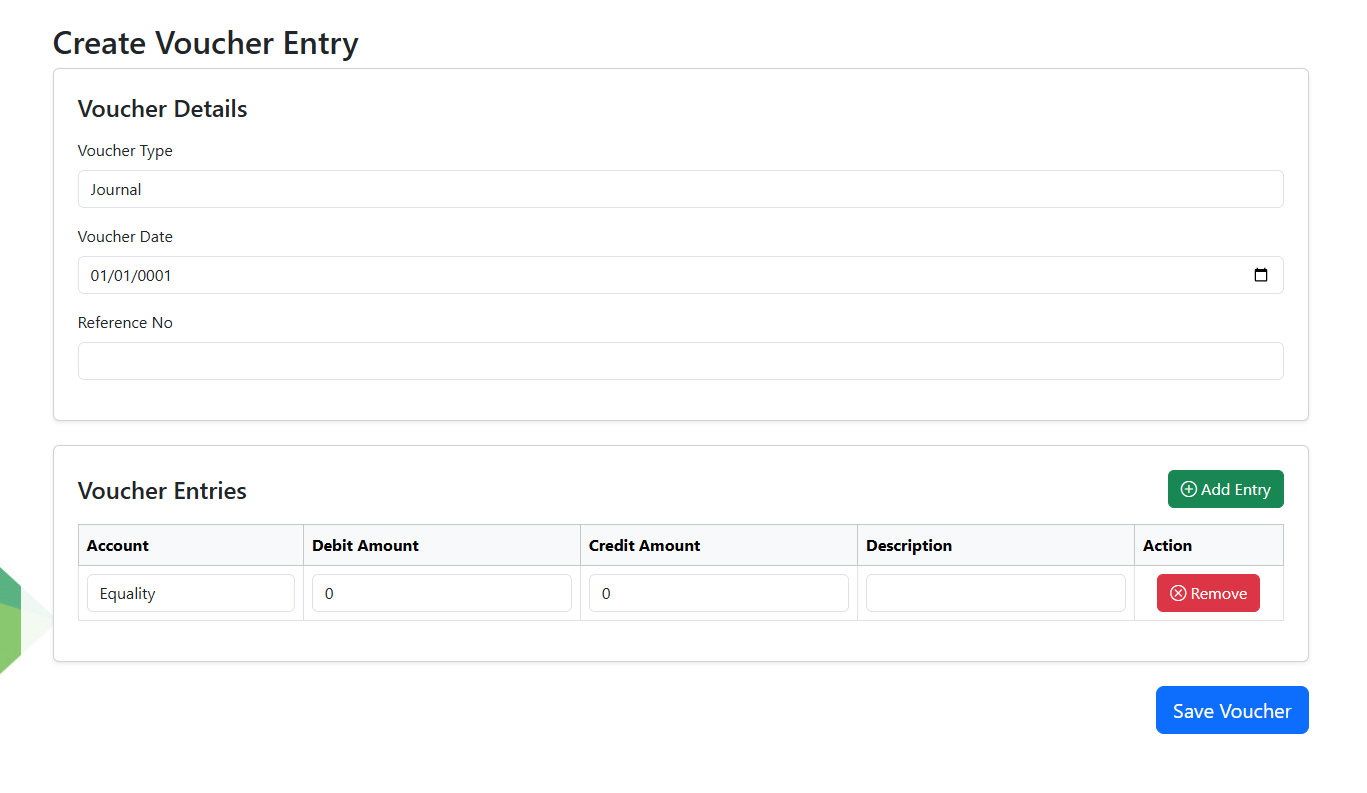 Create Voucher Entry
Voucher Details
Voucher Type
Journal
Voucher Date
01/01/0001
Reference No
Voucher Entries
Add Entry
Account Debit Amount Credit Amount Description Action
Equality 0 0 Remove
Save Voucher